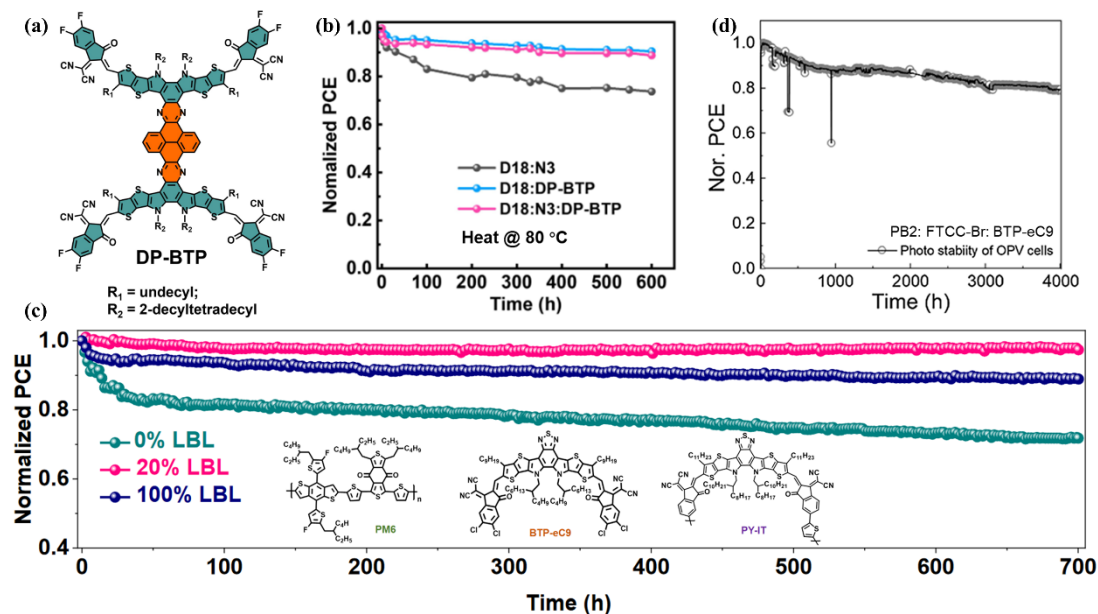 (a)
F
F
F
F
O
O
NC
CN
CN
R2
R2
CN
CN
R1
N
N
R1
S
S
S
S
N
N
N
N
R1
S
S
S
S
R1
N
N
CN
CN
R2
R2
CN
CN
O
O
F
F
F
F
DP-BTP
R1 = undecyl;
R2 = 2-decyltetradecyl
(b)
Nomalized PCE
1.0
0.8
0.6
0.4
0.2
0.0
D18:N3
D18:DP-BTP
D18:N3:DP-BTP
Heat @ 80 °C
0
100
200
300
400
500
600
Time (h)
(d)
Nor. PCE
1.0
0.8
0.6
0.4
0.2
0.0
PB2: FTCC-Br: BTP-eC9
Photo stabiity of OPV cells
0
1000
2000
3000
4000
Time (h)
(c)
Normalized PCE
1.0
0.8
0.6
0.4
0% LBL
20% LBL
100% LBL
PM6
BTP-eC9
PY-IT
0
100
200
300
400
500
600
700
Time (h)